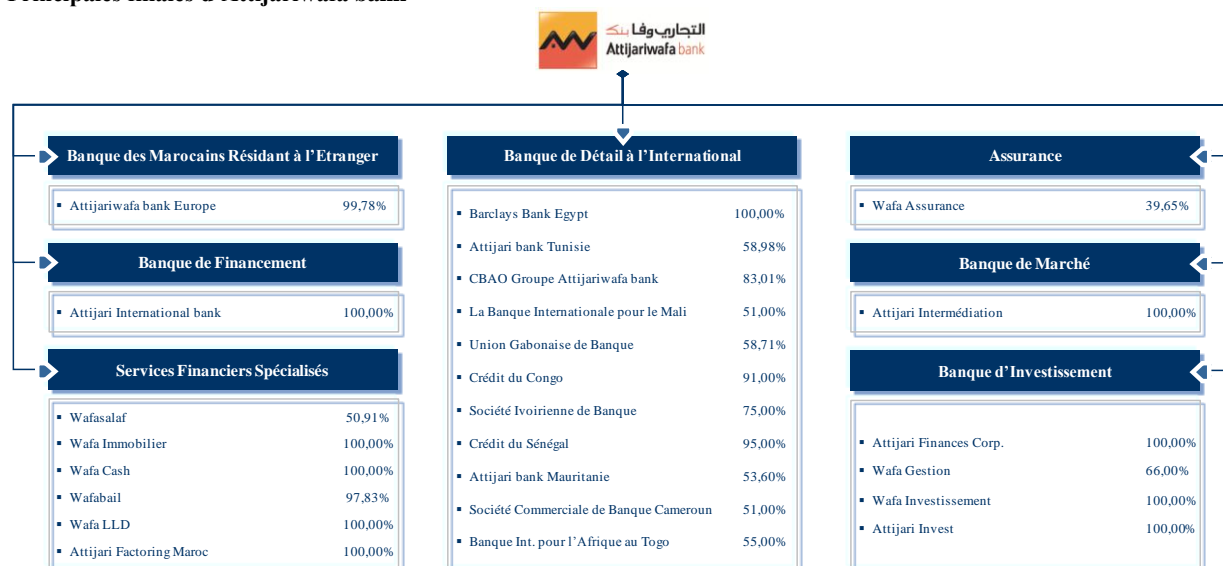 Principales filiales d'Attijariwafa bank
التجاري وفا بنك
Attijariwafa bank
Banque des Marocains Résidant à l'Etranger
Attijariwafa bank Europe 99,78%
Banque de Financement
Attijari International bank 100,00%
Services Financiers Spécialisés
Wafasalaf 50,91%
Wafa Immobilier 100,00%
Wafa Cash 100,00%
Wafabail 97,83%
Wafa LLD 100,00%
Attijari Factoring Maroc 100,00%
Banque de Détail à l'International
Barclays Bank Egypt 100,00%
Attijari bank Tunisie 58,98%
CBAO Groupe Attijariwafa bank 83,01%
La Banque Internationale pour le Mali 51,00%
Union Gabonaise de Banque 58,71%
Crédit du Congo 91,00%
Société Ivoirienne de Banque 75,00%
Crédit du Sénégal 95,00%
Attijari bank Mauritanie 53,60%
Société Commerciale de Banque Cameroun 51,00%
Banque Int. pour l'Afrique au Togo 55,00%
Assurance
Wafa Assurance 39,65%
Banque de Marché
Attijari Intermédiation 100,00%
Banque d'Investissement
Attijari Finances Corp. 100,00%
Wafa Gestion 66,00%
Wafa Investissement 100,00%
Attijari Invest 100,00%